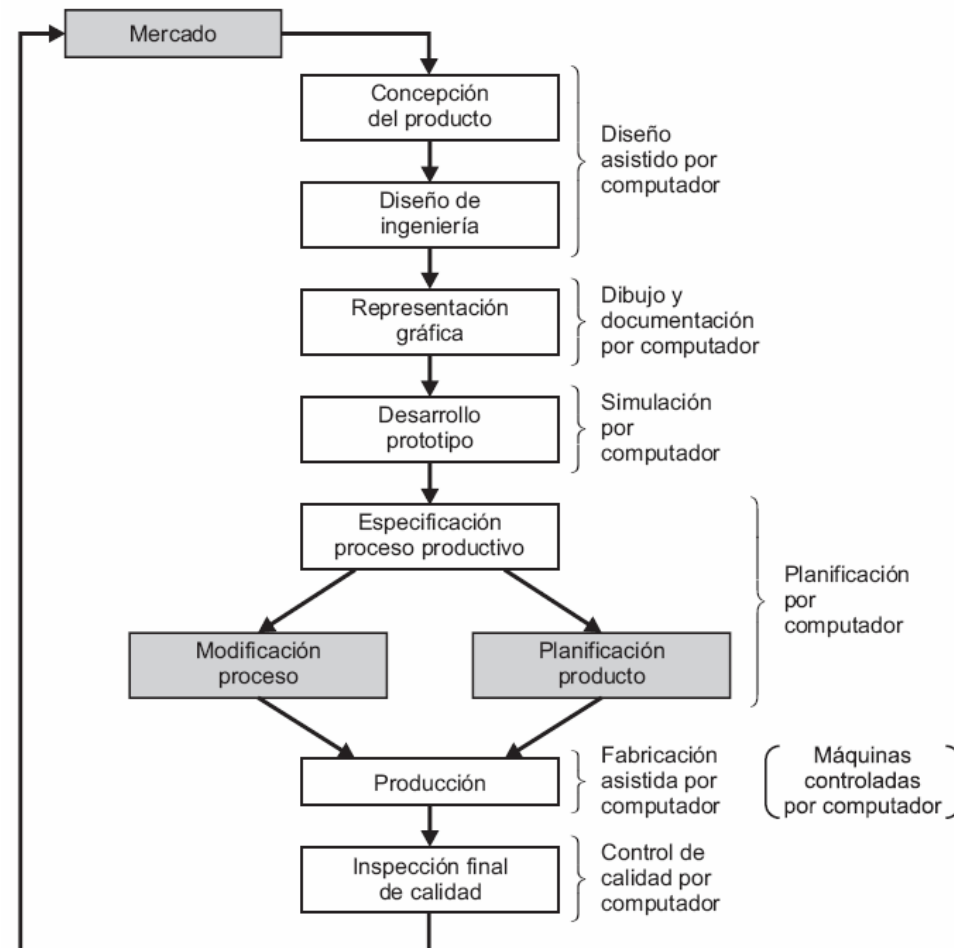 Mercado
Concepción
del producto
Diseño
asistido por
computador
Diseño de
ingeniería
Representación
gráfica
Dibujo y
documentación
por computador
Desarrollo
prototipo
Simulación
por
computador
Especificación
proceso productivo
Planificación
por
computador
Modificación
proceso
Planificación
producto
Producción
Fabricación
asistida por
computador
Máquinas
controladas
por computador
Inspección final
de calidad
Control de
calidad por
computador